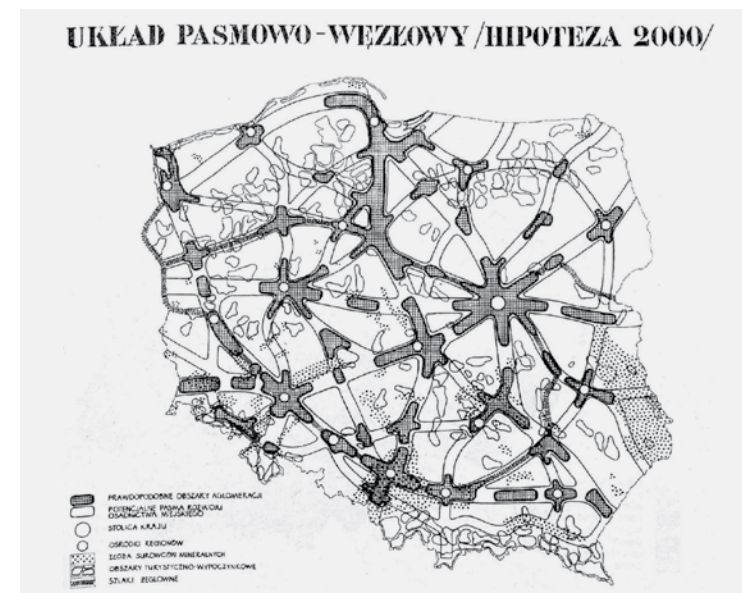 UKŁAD PASMOWO-WĘZŁOWY /HIPOTEZA 2000/
PRAWDOPODOBNE OBSZARY AGLOMERACJI
POTENCJALNE PASMA ROZWOJU
OSADNICTWA MIEJSKIEGO
STOLICA KRAJU
OŚRODKI REGIONÓW
ZŁOŻA SUROWCÓW MINERALNYCH
OBSZARY TURYSTYCZNO-WYPOCZYNKOWE
SZLAKI ŻEGLOWNE